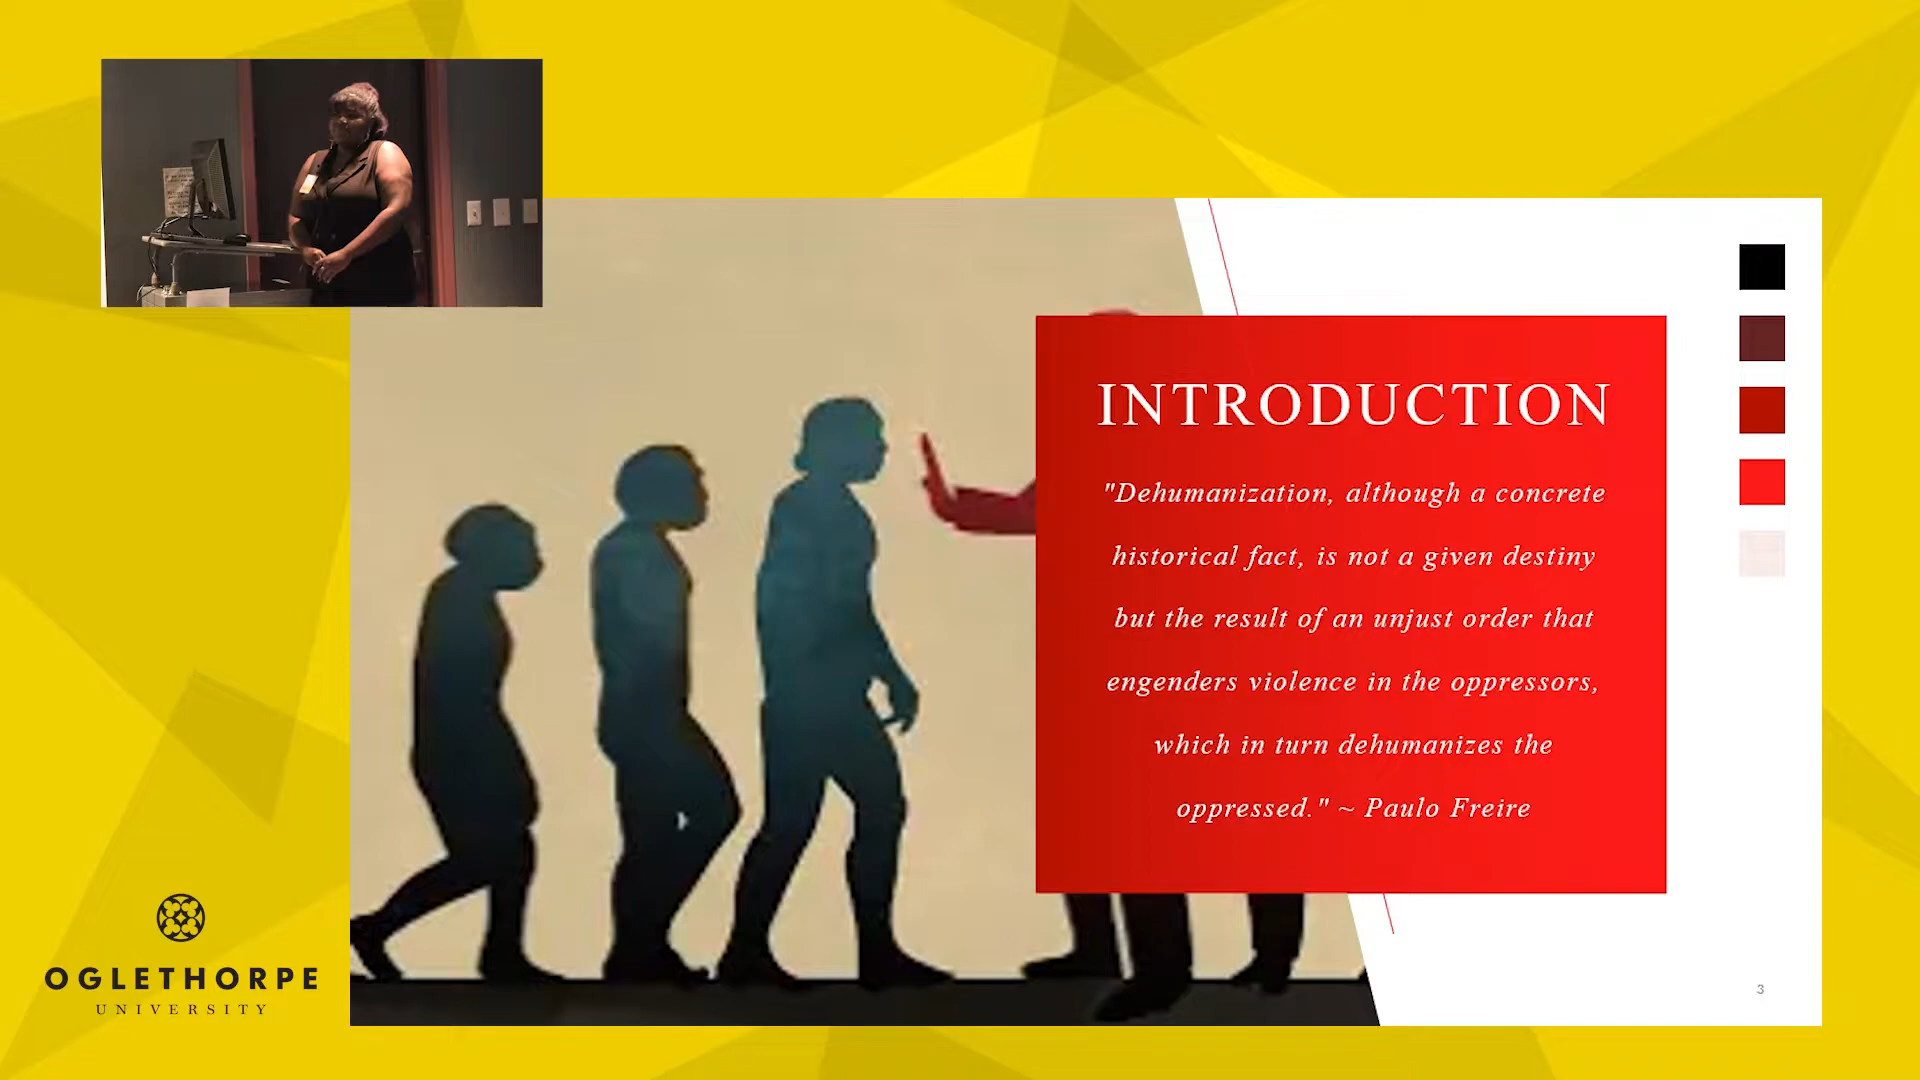 INTRODUCTION
"Dehumanization, although a concrete
historical fact, is not a given destiny
but the result of an unjust order that
engenders violence in the oppressors,
which in turn dehumanizes the
oppressed." ~ Paulo Freire
3
OGLETHORPE
UNIVERSITY